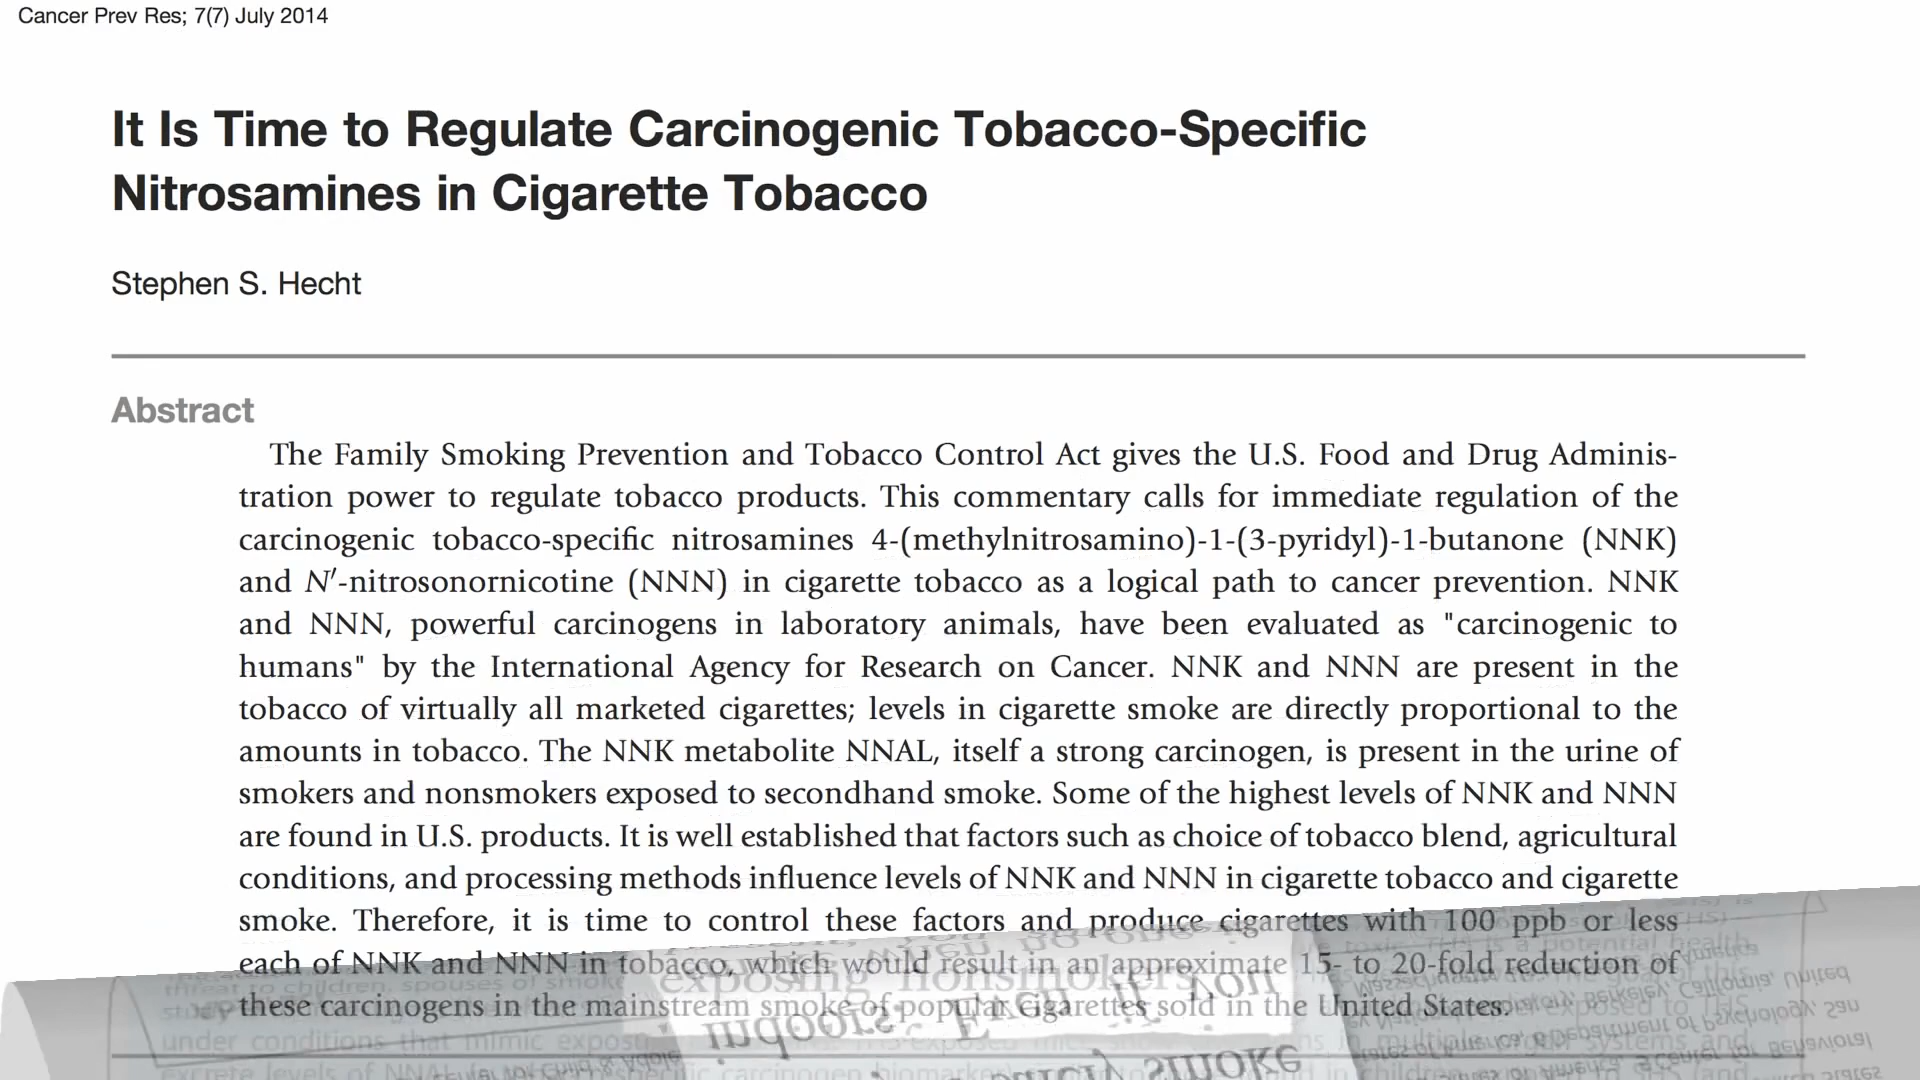 Cancer Prev Res; 7(7) July 2014
It Is Time to Regulate Carcinogenic Tobacco-Specific
Nitrosamines in Cigarette Tobacco
Stephen S. Hecht
Abstract
The Family Smoking Prevention and Tobacco Control Act gives the U.S. Food and Drug Adminis-
tration power to regulate tobacco products. This commentary calls for immediate regulation of the
carcinogenic tobacco-specific nitrosamines 4-(methylnitrosamino)-1-(3-pyridyl)-1-butanone (NNK)
and N′-nitrosonornicotine (NNN) in cigarette tobacco as a logical path to cancer prevention. NNK
and NNN, powerful carcinogens in laboratory animals, have been evaluated as "carcinogenic to
humans" by the International Agency for Research on Cancer. NNK and NNN are present in the
tobacco of virtually all marketed cigarettes; levels in cigarette smoke are directly proportional to the
amounts in tobacco. The NNK metabolite NNAL, itself a strong carcinogen, is present in the urine of
smokers and nonsmokers exposed to secondhand smoke. Some of the highest levels of NNK and NNN
are found in U.S. products. It is well established that factors such as choice of tobacco blend, agricultural
conditions, and processing methods influence levels of NNK and NNN in cigarette tobacco and cigarette
smoke. Therefore, it is time to control these factors and produce cigarettes with 100 ppb or less
each of NNK and NNN in tobacco, which would result in an approximate 15- to 20-fold reduction of
these carcinogens in the mainstream smoke of popular cigarettes sold in the United States.
exposing nonsmokers
indoors. Even if you
smoke